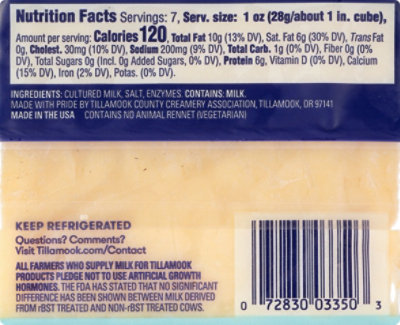 Nutrition Facts Servings: 7, Serv. size: 1 oz (28g/about 1 in. cube),
Amount per serving: Calories 120, Total Fat 10g (13% DV), Sat. Fat 6g (30% DV), Trans Fat
0g, Cholest. 30mg (10% DV), Sodium 200mg (9% DV), Total Carb. 1g (0% DV), Fiber 0g (0%
DV), Total Sugars 0g (Incl. 0g Added Sugars, 0% DV), Protein 6g, Vitamin D (0% DV), Calcium
(15% DV), Iron (2% DV), Potas. (0% DV).
INGREDIENTS: CULTURED MILK, SALT, ENZYMES. CONTAINS: MILK.
MADE WITH PRIDE BY TILLAMOOK COUNTY CREAMERY ASSOCIATION, TILLAMOOK, OR 97141
MADE IN THE USA CONTAINS NO ANIMAL RENNET (VEGETARIAN)
KEEP REFRIGERATED
Questions? Comments?
Visit Tillamook.com/Contact
ALL FARMERS WHO SUPPLY MILK FOR TILLAMOOK
PRODUCTS PLEDGE NOT TO USE ARTIFICIAL GROWTH
HORMONES. THE FDA HAS STATED THAT NO SIGNIFICANT
DIFFERENCE HAS BEEN SHOWN BETWEEN MILK DERIVED
FROM rBST TREATED AND NON-rBST TREATED COWS.
0 72830 03350 3